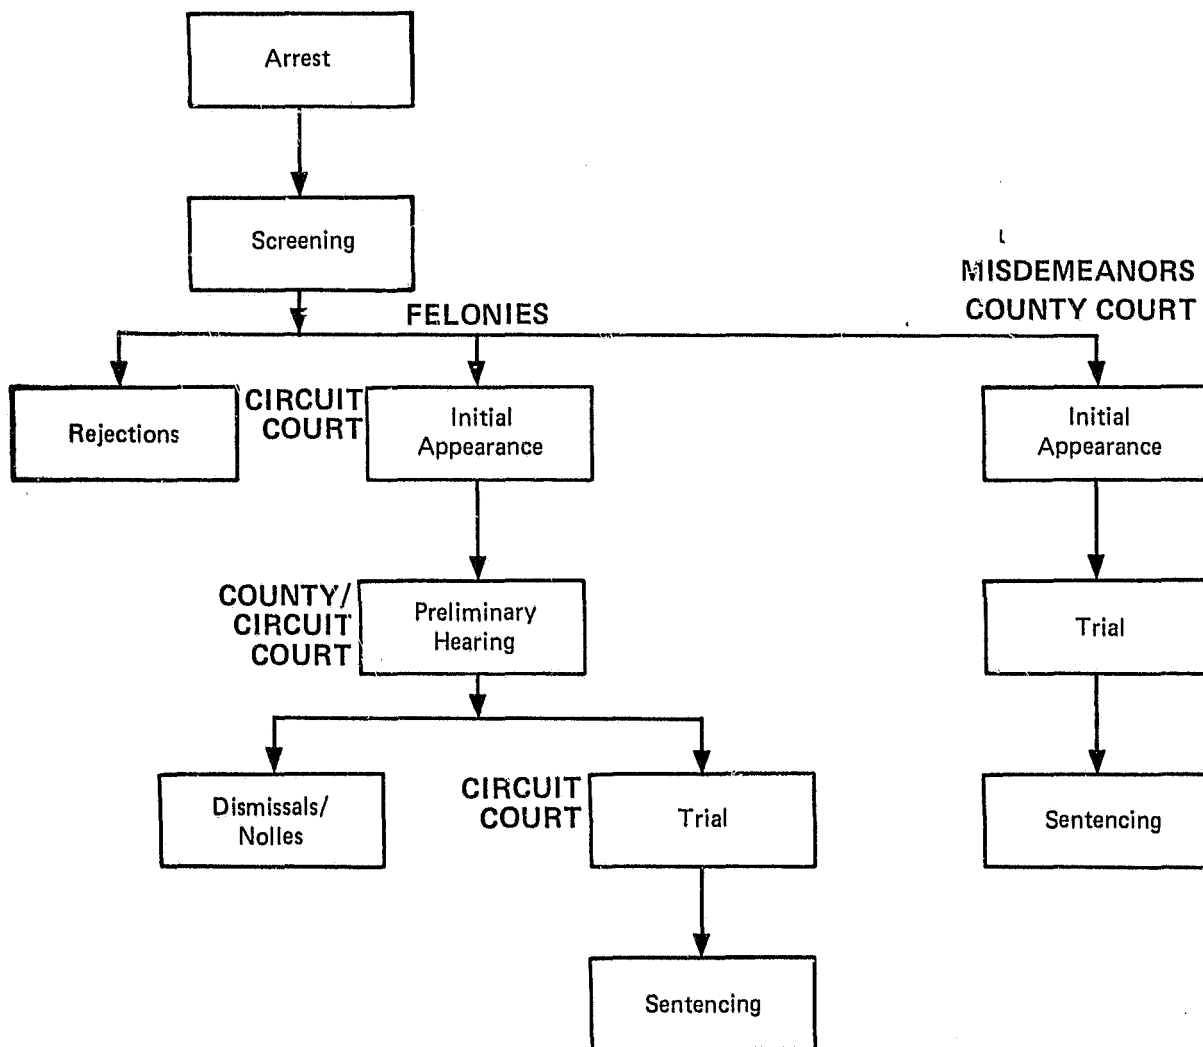 Arrest
Screening
FELONIES
MISDEMEANORS
COUNTY COURT
Rejections
CIRCUIT
COURT
Initial
Appearance
Initial
Appearance
COUNTY/
CIRCUIT
COURT
Preliminary
Hearing
Trial
Dismissals/
Nolles
CIRCUIT
COURT
Trial
Sentencing
Sentencing